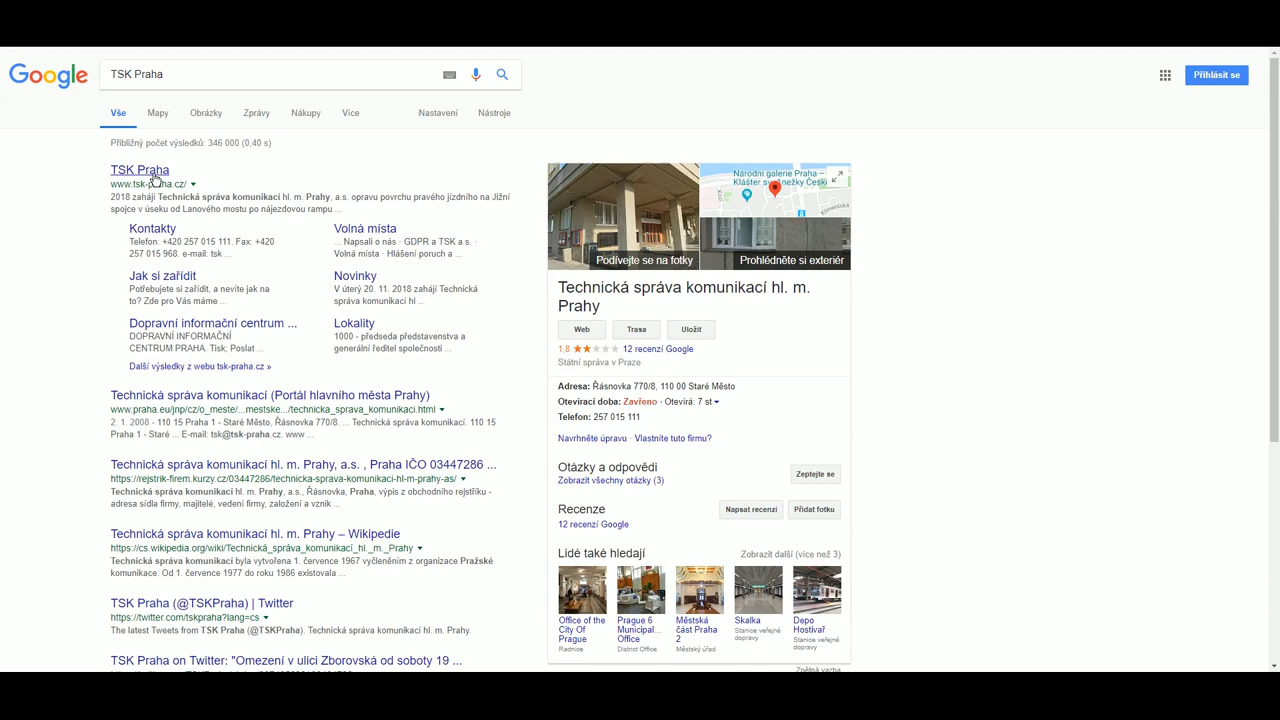 Google
TSK Praha
Přihlásit se
Vše Mapy Obrázky Zprávy Nákupy Více Nastavení Nástroje
Přibližný počet výsledků: 346 000 (0,40 s)
TSK Praha
www.tsk-praha.cz/
2018 zahájí Technická správa komunikací hl. m. Prahy, a.s. opravu povrchu pravého jízdního na Jižní
spojce v úseku od Lanového mostu po nájezdovou rampu ...
Kontakty
Telefon: +420 257 015 111. Fax: +420
257 015 968. e-mail: tsk ...
Volná místa
... Napsali o nás · GDPR a TSK a.s. ·
Volná místa · Hlášení poruch a ...
Jak si zařídit
Potřebujete si zařídit, a nevíte jak na
to? Zde pro Vás máme ...
Novinky
V úterý 20. 11. 2018 zahájí Technická
správa komunikací hl ...
Dopravní informační centrum ...
DOPRAVNÍ INFORMAČNÍ
CENTRUM PRAHA. Tisk; Poslat ...
Lokality
1000 - předseda představenstva a
generální ředitel společnosti ...
Další výsledky z webu tsk-praha.cz »
Technická správa komunikací (Portál hlavního města Prahy)
www.praha.eu/jnp/cz/o_meste/...mestske.../technicka_sprava_komunikaci.html
2. 1. 2008 - 110 15 Praha 1 - Staré Město, Řásnovka 770/8. ... Technická správa komunikací. 110 15
Praha 1 - Staré ... E-mail: tsk@tsk-praha.cz. www ...
Technická správa komunikací hl. m. Prahy, a.s. , Praha IČO 03447286 ...
https://rejstrik-firem.kurzy.cz/03447286/technicka-sprava-komunikaci-hl-m-prahy-as/
Technická správa komunikací hl. m. Prahy, a.s., Řásnovka, Praha, výpis z obchodního rejstříku -
adresa sídla firmy, majitelé, vedení firmy, založení a vznik ...
Technická správa komunikací hl. m. Prahy – Wikipedie
https://cs.wikipedia.org/wiki/Technická_správa_komunikací_hl._m._Prahy
Technická správa komunikací byla vytvořena 1. července 1967 vyčleněním z organizace Pražské
komunikace. Od 1. července 1977 do roku 1986 existovala ...
TSK Praha (@TSKPraha) | Twitter
https://twitter.com/tskpraha?lang=cs
The latest Tweets from TSK Praha (@TSKPraha). Technická správa komunikací hl. m. Prahy.
TSK Praha on Twitter: "Omezení v ulici Zborovská od soboty 19 ...
Národní galerie Praha –
Klášter sv. Anežky České
Klimentská
Podívejte se na fotky
Prohlédněte si exteriér
Technická správa komunikací hl. m.
Prahy
Web Trasa Uložit
1,8 12 recenzí Google
Státní správa v Praze
Adresa: Řásnovka 770/8, 110 00 Staré Město
Otevírací doba: Zavřeno · Otevírá: 7 st
Telefon: 257 015 111
Navrhněte úpravu · Vlastníte tuto firmu?
Otázky a odpovědi
Zobrazit všechny otázky (3)
Zeptejte se
Recenze
12 recenzí Google
Napsat recenzi Přidat fotku
Lidé také hledají
Zobrazit další (více než 3)
Office of the
City Of
Prague
Radnice
Prague 6
Municipal...
Office
District Office
Městská
část Praha
2
Městský úřad
Skalka
Stanice veřejné
dopravy
Depo
Hostivař
Stanice veřejné
dopravy
Zpětná vazba